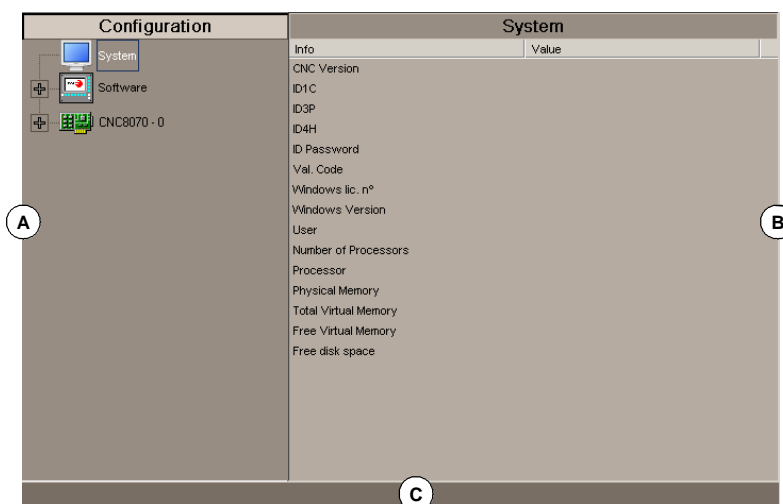 Configuration
System
System
Software
CNC8070 - 0
Info Value
CNC Version
ID1C
ID3P
ID4H
ID Password
Val. Code
Windows lic. nº
Windows Version
User
Number of Processors
Processor
Physical Memory
Total Virtual Memory
Free Virtual Memory
Free disk space
A
B
C